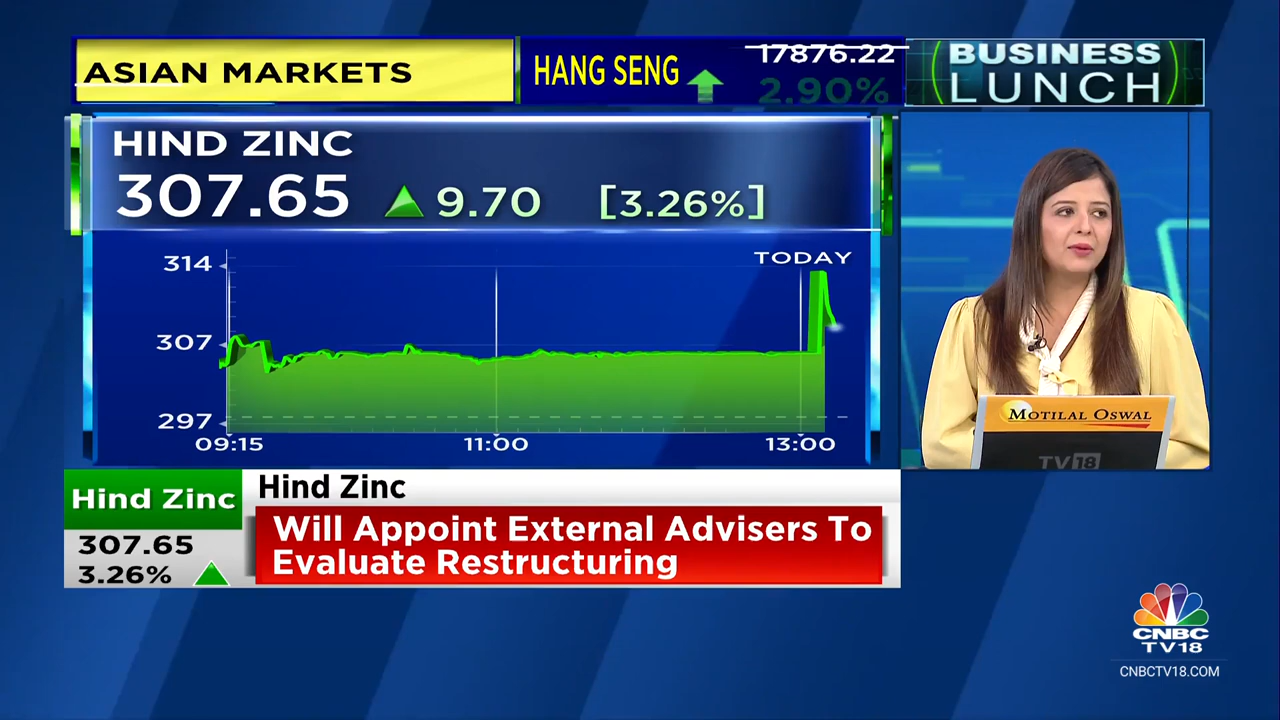 ASIAN MARKETS
HANG SENG
17876.22
2.90%
BUSINESS
LUNCH
HIND ZINC
307.65 9.70 [3.26%]
TODAY
314
307
297
09:15 11:00 13:00
MOTILAL OSWAL
TV18
Hind Zinc
307.65
3.26%
Hind Zinc
Will Appoint External Advisers To
Evaluate Restructuring
CNBC
TV18
CNBCTV18.COM